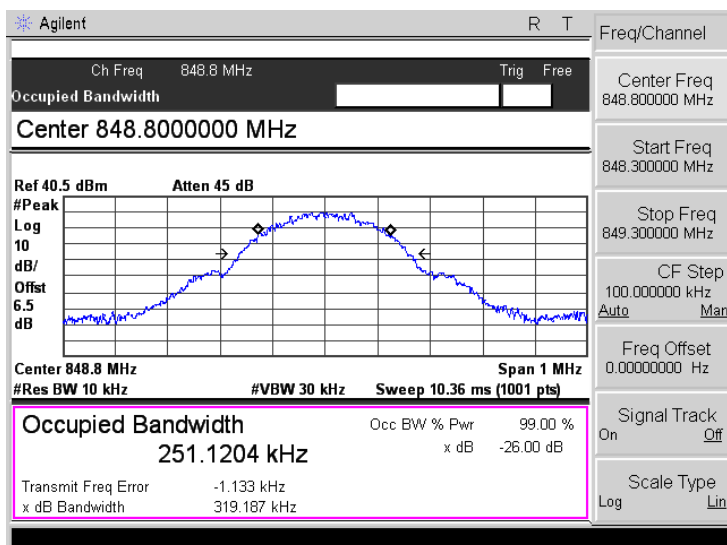 Agilent R T
Ch Freq 848.8 MHz Trig Free
Occupied Bandwidth
Center 848.8000000 MHz
Ref 40.5 dBm Atten 45 dB
#Peak
Log
10
dB/
Offst
6.5
dB
Center 848.8 MHz Span 1 MHz
#Res BW 10 kHz #VBW 30 kHz Sweep 10.36 ms (1001 pts)
Occupied Bandwidth Occ BW % Pwr 99.00 %
251.1204 kHz x dB -26.00 dB
Transmit Freq Error -1.133 kHz
x dB Bandwidth 319.187 kHz
Freq/Channel
Center Freq
848.800000 MHz
Start Freq
848.300000 MHz
Stop Freq
849.300000 MHz
CF Step
100.000000 kHz
Auto Man
Freq Offset
0.00000000 Hz
Signal Track
On Off
Scale Type
Log Lin